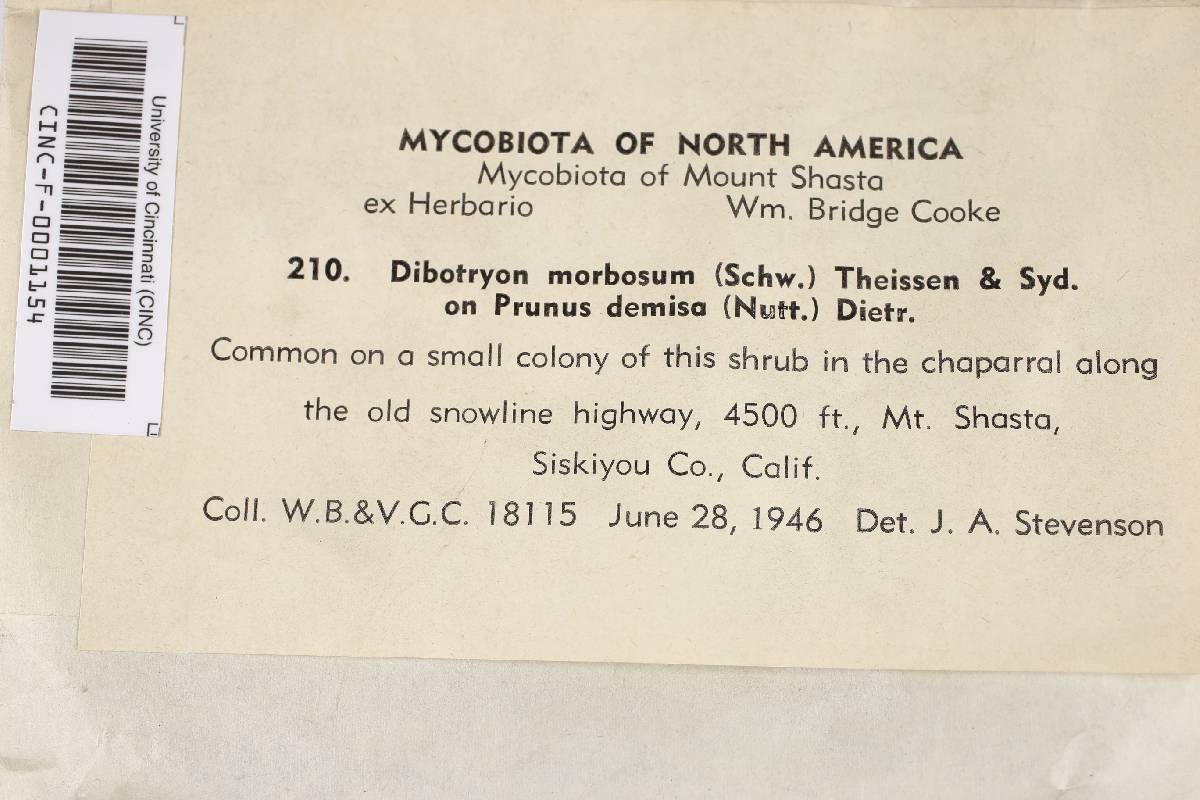 University of Cincinnati (CINC)
CINC-F-0001154
MYCOBIOTA OF NORTH AMERICA
Mycobiota of Mount Shasta
ex Herbario Wm. Bridge Cooke
210. Dibotryon morbosum (Schw.) Theissen & Syd.
on Prunus demisa (Nutt.) Dietr.
Common on a small colony of this shrub in the chaparral along
the old snowline highway, 4500 ft., Mt. Shasta,
Siskiyou Co., Calif.
Coll. W.B.&V.G.C. 18115 June 28, 1946 Det. J. A. Stevenson